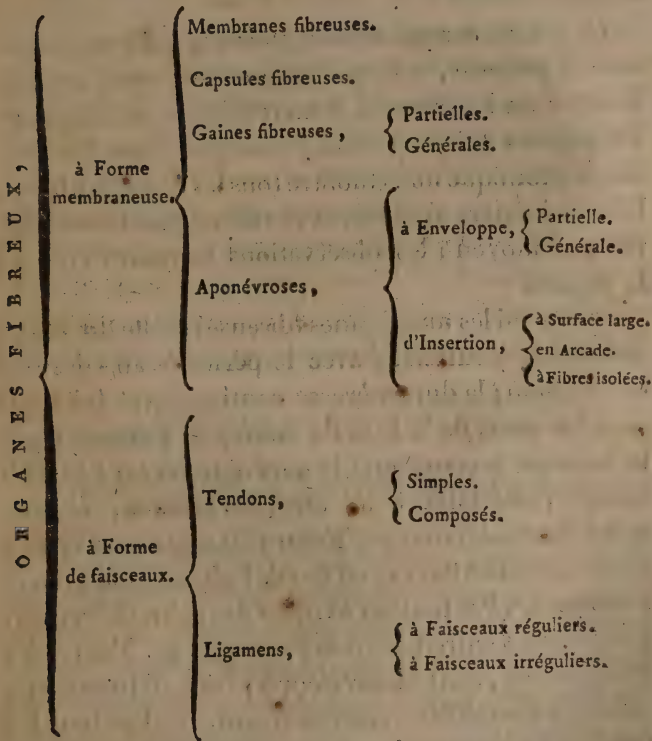 ORGANES FIBREUX,
à Forme
membraneuse.
Membranes fibreuses.
Capsules fibreuses.
Gaines fibreuses,
Partielles.
Générales.
Aponévroses,
à Enveloppe,
Partielle.
Générale.
d'Insertion,
à Surface large.
en Arcade.
à Fibres isolées.
à Forme
de faisceaux.
Tendons,
Simples.
Composés.
Ligamens,
à Faisceaux réguliers.
à Faisceaux irréguliers.